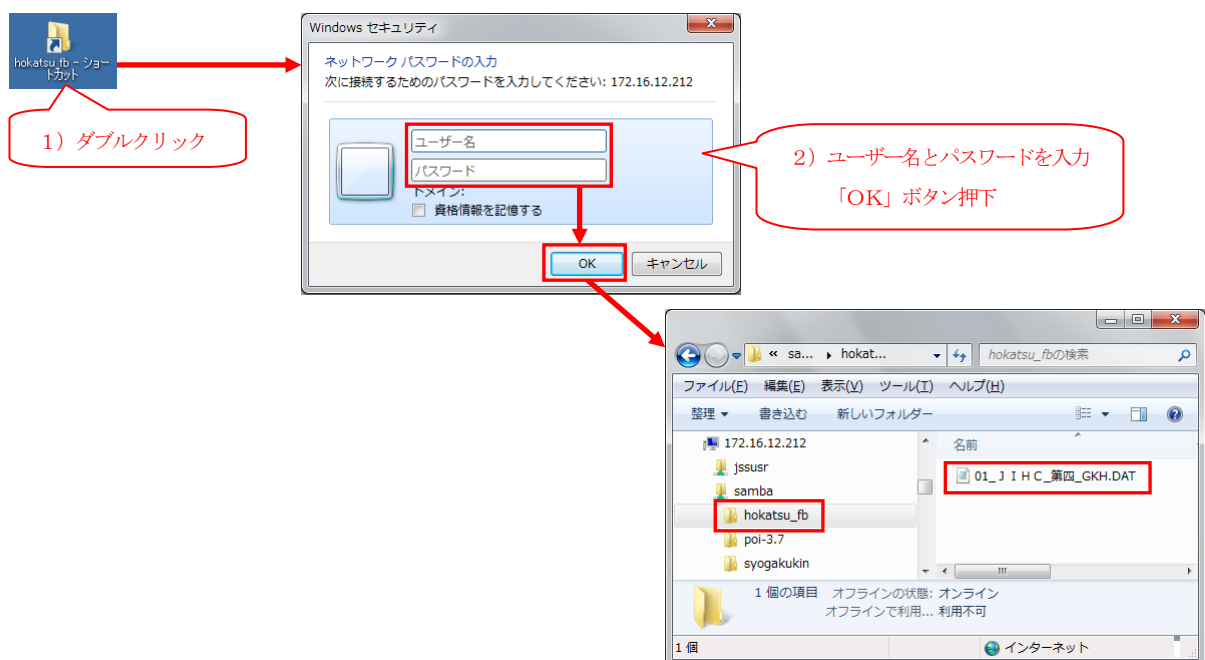 hokatsu_fb - ショー
トカット
1）ダブルクリック
Windows セキュリティ
ネットワーク パスワードの入力
次に接続するためのパスワードを入力してください: 172.16.12.212
ユーザー名
パスワード
ドメイン:
資格情報を記憶する
OK
キャンセル
2）ユーザー名とパスワードを入力
「OK」ボタン押下
« sa... ▸ hokat...
hokatsu_fbの検索
ファイル(F) 編集(E) 表示(V) ツール(T) ヘルプ(H)
整理 ▼ 書き込む 新しいフォルダー
172.16.12.212
jssusr
samba
hokatsu_fb
poi-3.7
syogakukin
名前
01_ＪＩＨＣ_第四_GKH.DAT
1 個の項目 オフラインの状態: オンライン
オフラインで利用... 利用不可
1 個
インターネット